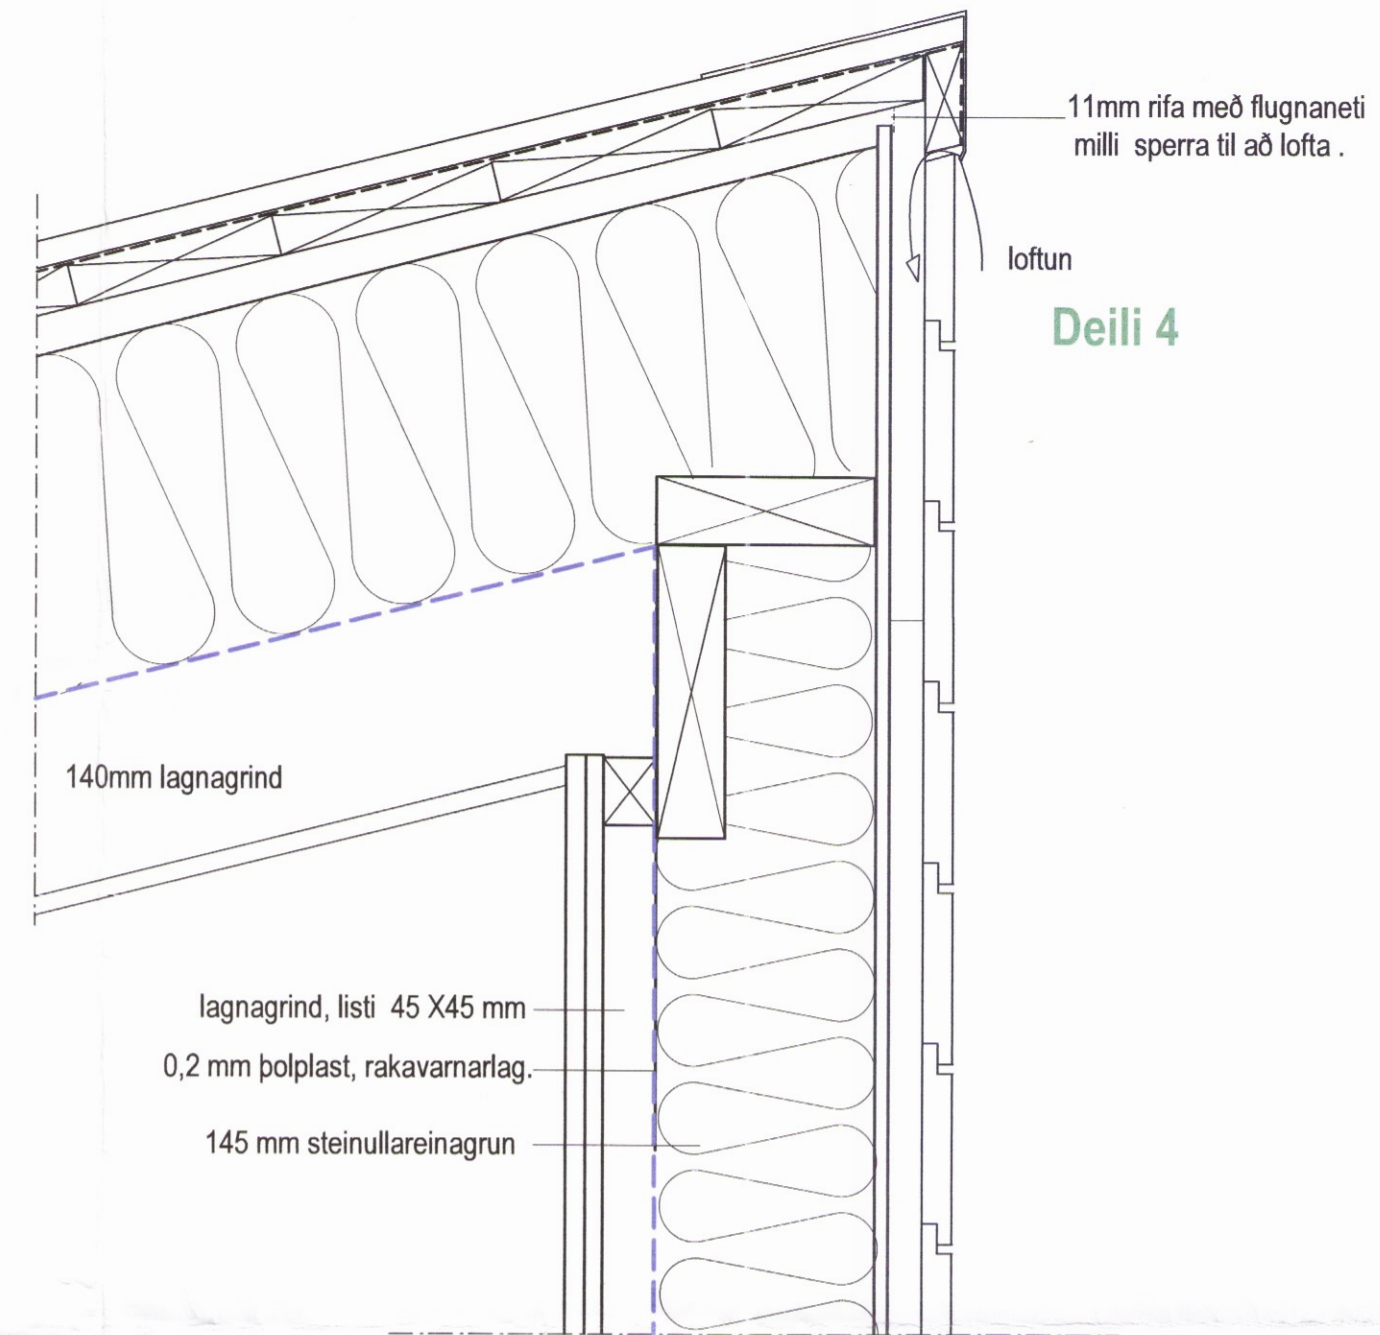 11mm rifa með flugnaneti
milli sperra til að lofta .
loftun
Deili 4
140mm lagnagrind
lagnagrind, listi 45 X45 mm
0,2 mm þolplast, rakavarnarlag.
145 mm steinullareinagrun